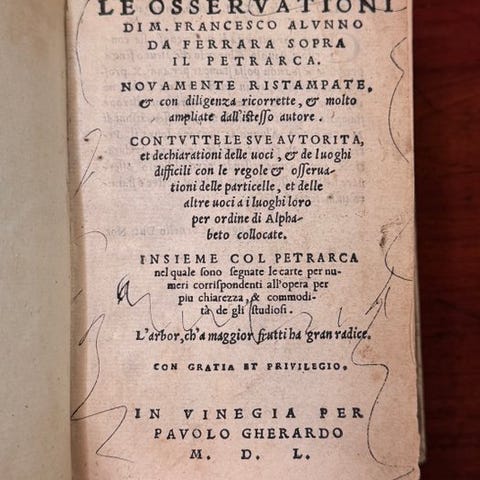 LE OSSERVATIONI
DI M. FRANCESCO ALVNNO
DA FERRARA SOPRA
IL PETRARCA.
NOVAMENTE RISTAMPATE,
& con diligenza ricorrette, & molto
ampliate dall'istesso autore.
CON TVTTE LE SVE AVTORITA,
et dechiarationi delle uoci, & de luoghi
difficili con le regole & osserua-
tioni delle particelle, et delle
altre uoci a i luoghi loro
per ordine di Alpha-
beto collocate.
INSIEME COL PETRARCA
nel quale sono segnate le carte per nu-
meri corrispondenti all'opera per
piu chiarezza, & commodi-
tà de gli studiosi.
L'arbor, ch'a maggior frutti ha gran radice.
CON GRATIA ET PRIVILEGIO.
IN VINEGIA PER
PAVOLO GHERARDO
M. D. L.